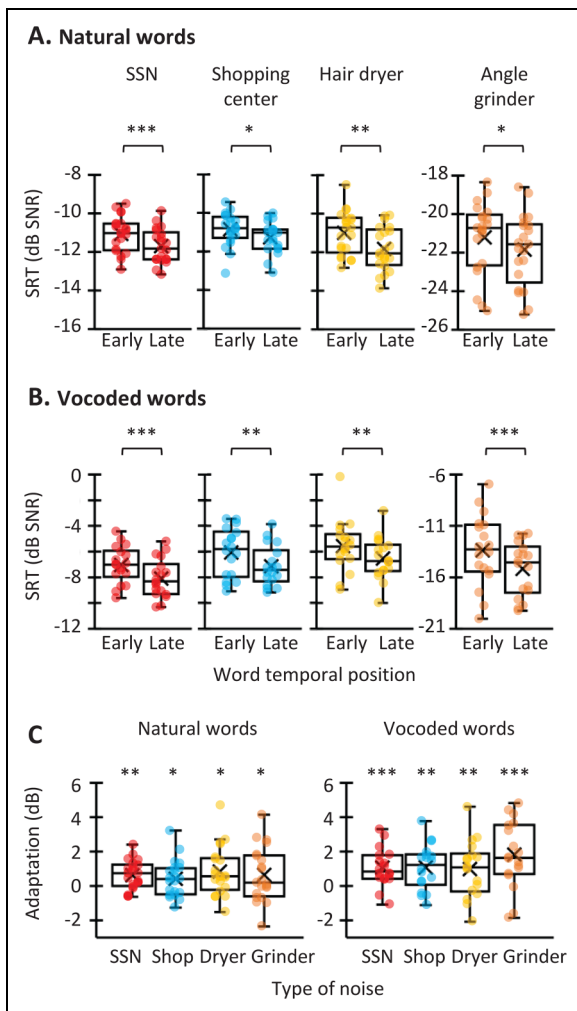 A. Natural words
SSN Shopping center Hair dryer Angle grinder
*** * ** *
SRT (dB SNR)
-8
-10
-12
-14
-16
-18
-20
-22
-24
-26
Early Late Early Late Early Late Early Late
B. Vocoded words
*** ** ** ***
SRT (dB SNR)
0
-4
-8
-12
-6
-11
-16
-21
Early Late Early Late Early Late Early Late
Word temporal position
C
Natural words Vocoded words
** * * * *** ** ** ***
Adaptation (dB)
6
4
2
0
-2
6
4
2
0
-2
SSN Shop Dryer Grinder SSN Shop Dryer Grinder
Type of noise